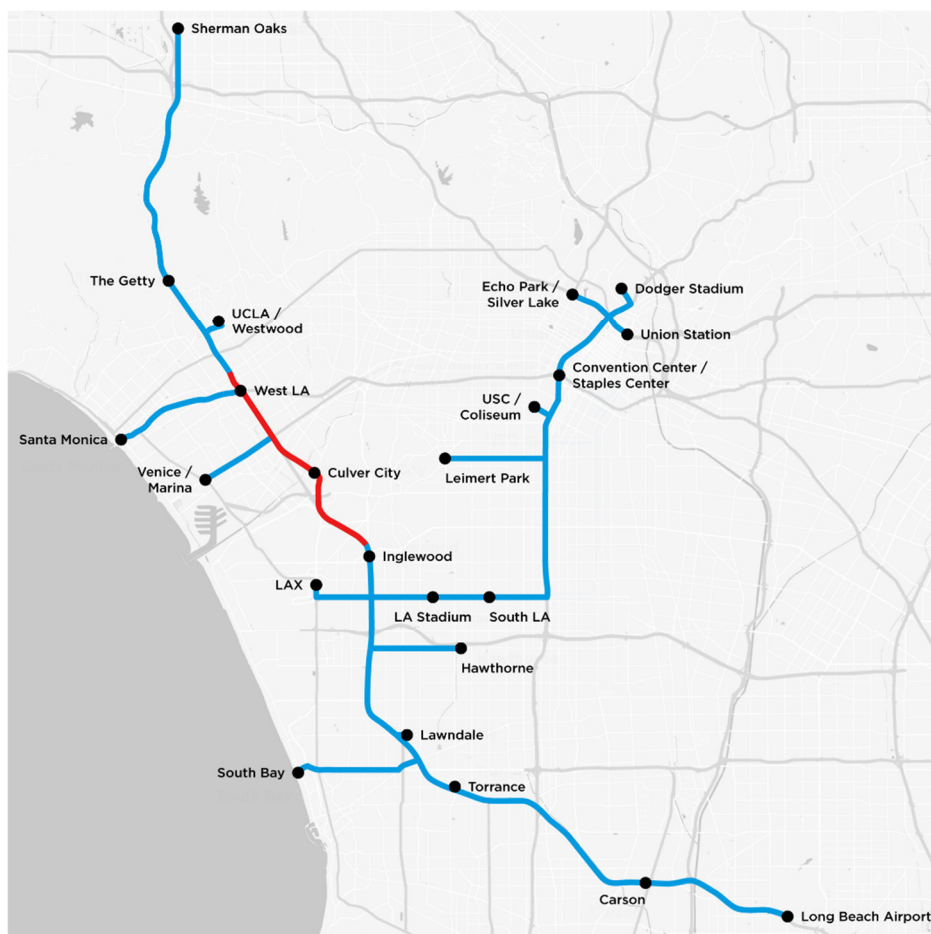 Sherman Oaks
The Getty
UCLA /
Westwood
Echo Park /
Silver Lake
Dodger Stadium
Union Station
Convention Center /
Staples Center
West LA
USC /
Coliseum
Santa Monica
Venice /
Marina
Culver City
Leimert Park
Inglewood
LAX
LA Stadium
South LA
Hawthorne
Lawndale
South Bay
Torrance
Carson
Long Beach Airport